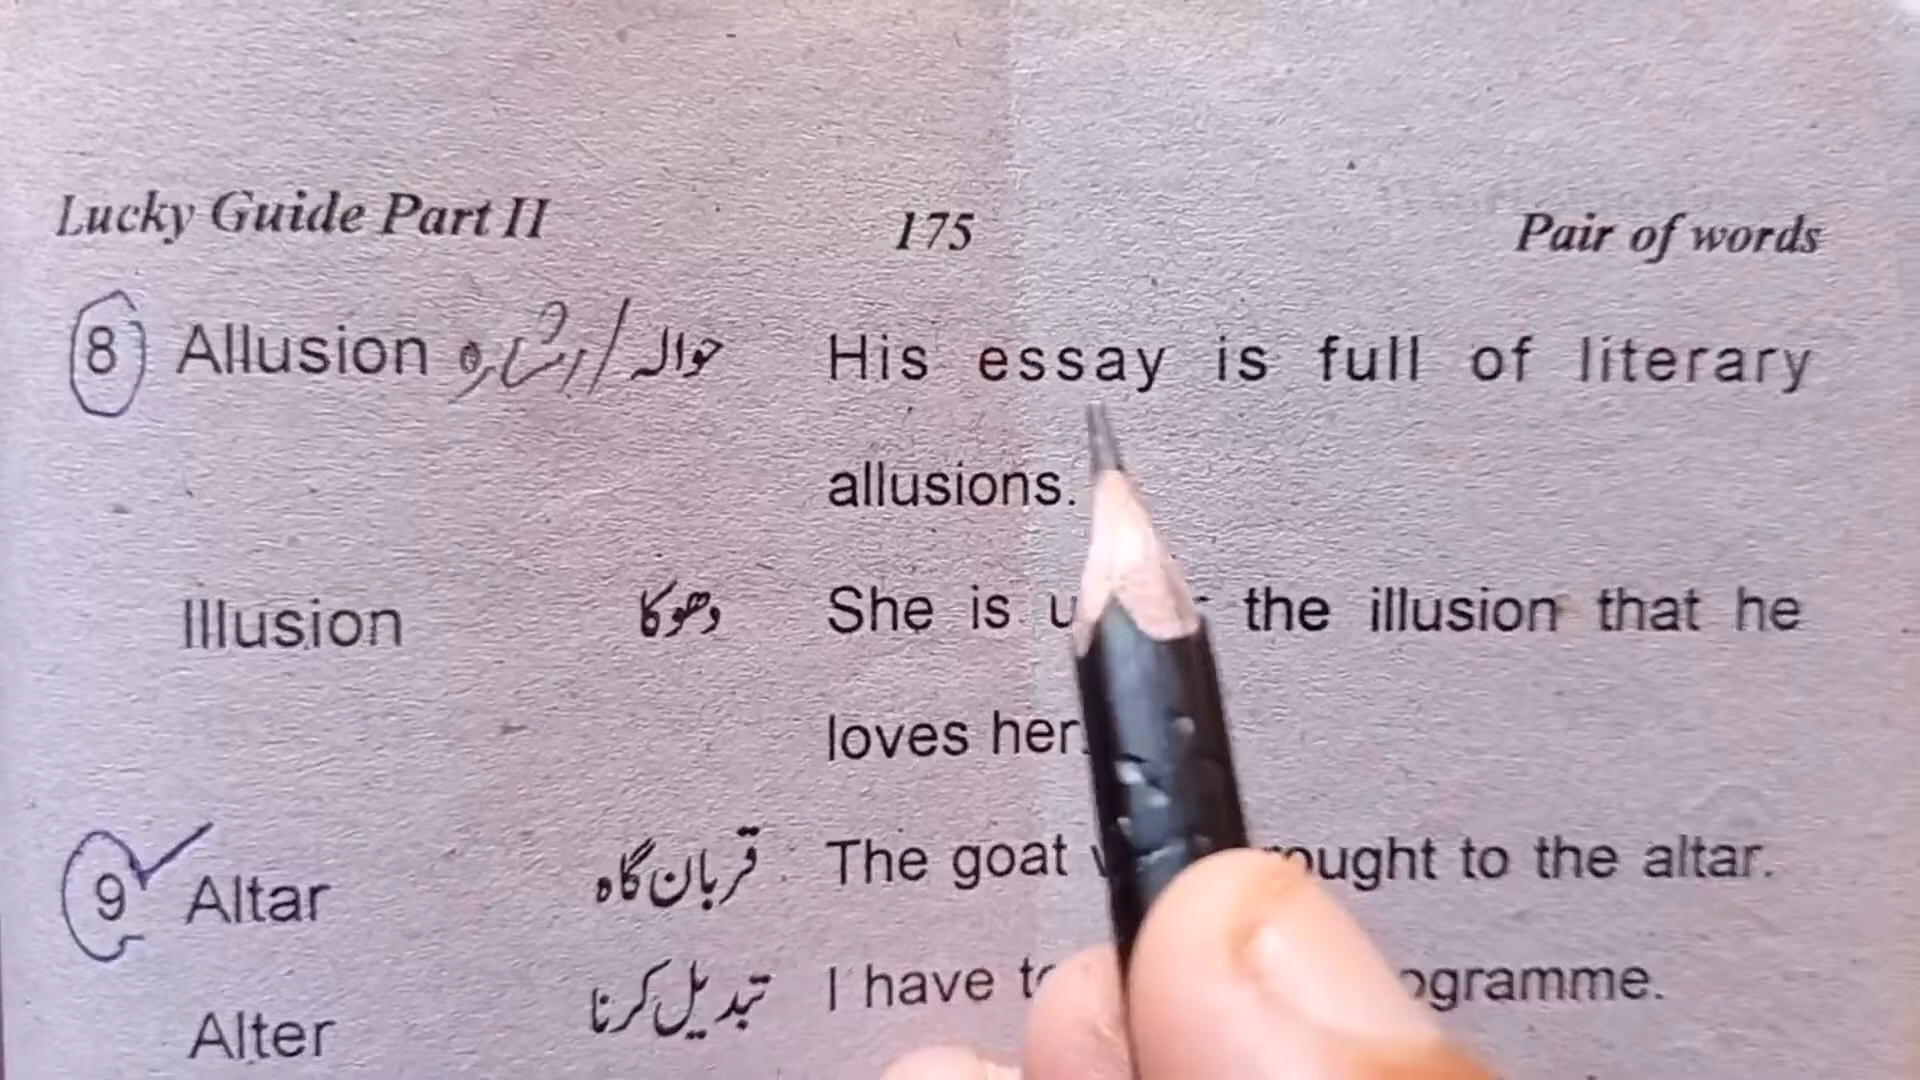 Lucky Guide Part II 175 Pair of words
8 Allusion اشارہ / حوالہ His essay is full of literary
allusions.
Illusion دھوکا She is the illusion that he
loves her
9 Altar قربان گاہ The goat to the altar.
Alter تبدیل کرنا I have